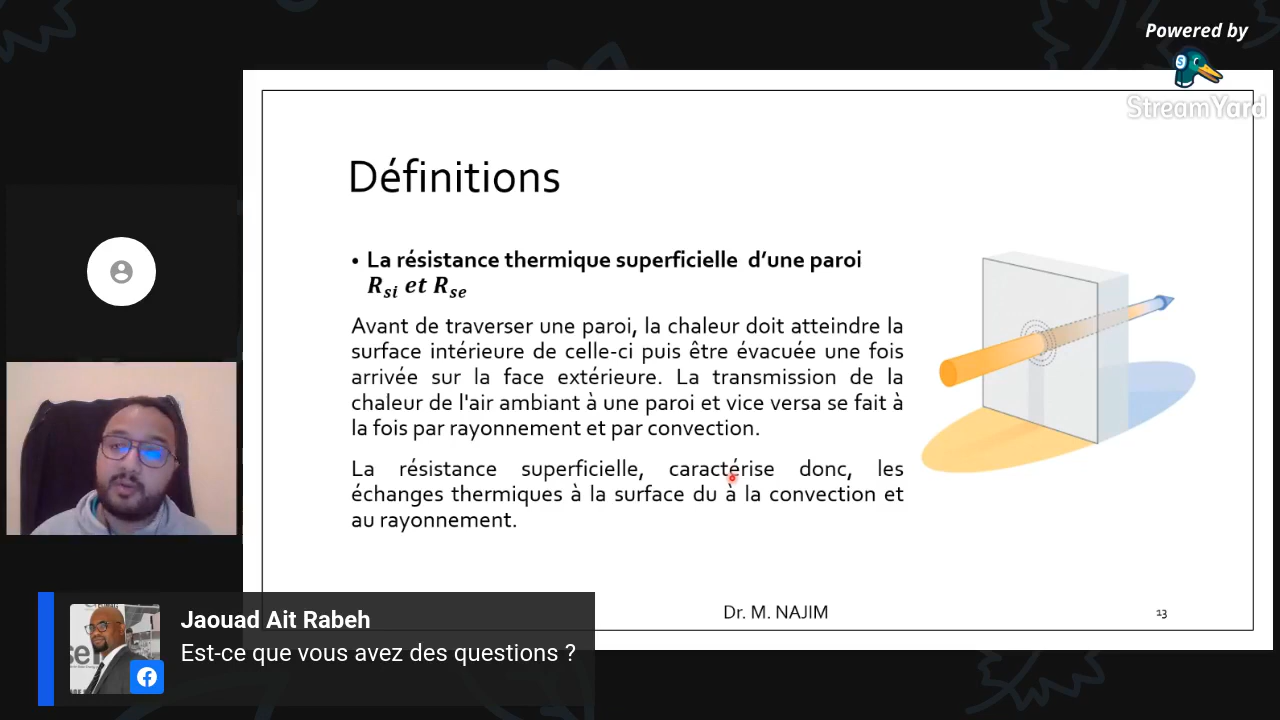 Powered by
StreamYard
Définitions
• La résistance thermique superficielle d’une paroi
Rsi et Rse
Avant de traverser une paroi, la chaleur doit atteindre la
surface intérieure de celle-ci puis être évacuée une fois
arrivée sur la face extérieure. La transmission de la
chaleur de l'air ambiant à une paroi et vice versa se fait à
la fois par rayonnement et par convection.
La résistance superficielle, caractérise donc, les
échanges thermiques à la surface du à la convection et
au rayonnement.
Dr. M. NAJIM
13
Jaouad Ait Rabeh
Est-ce que vous avez des questions ?